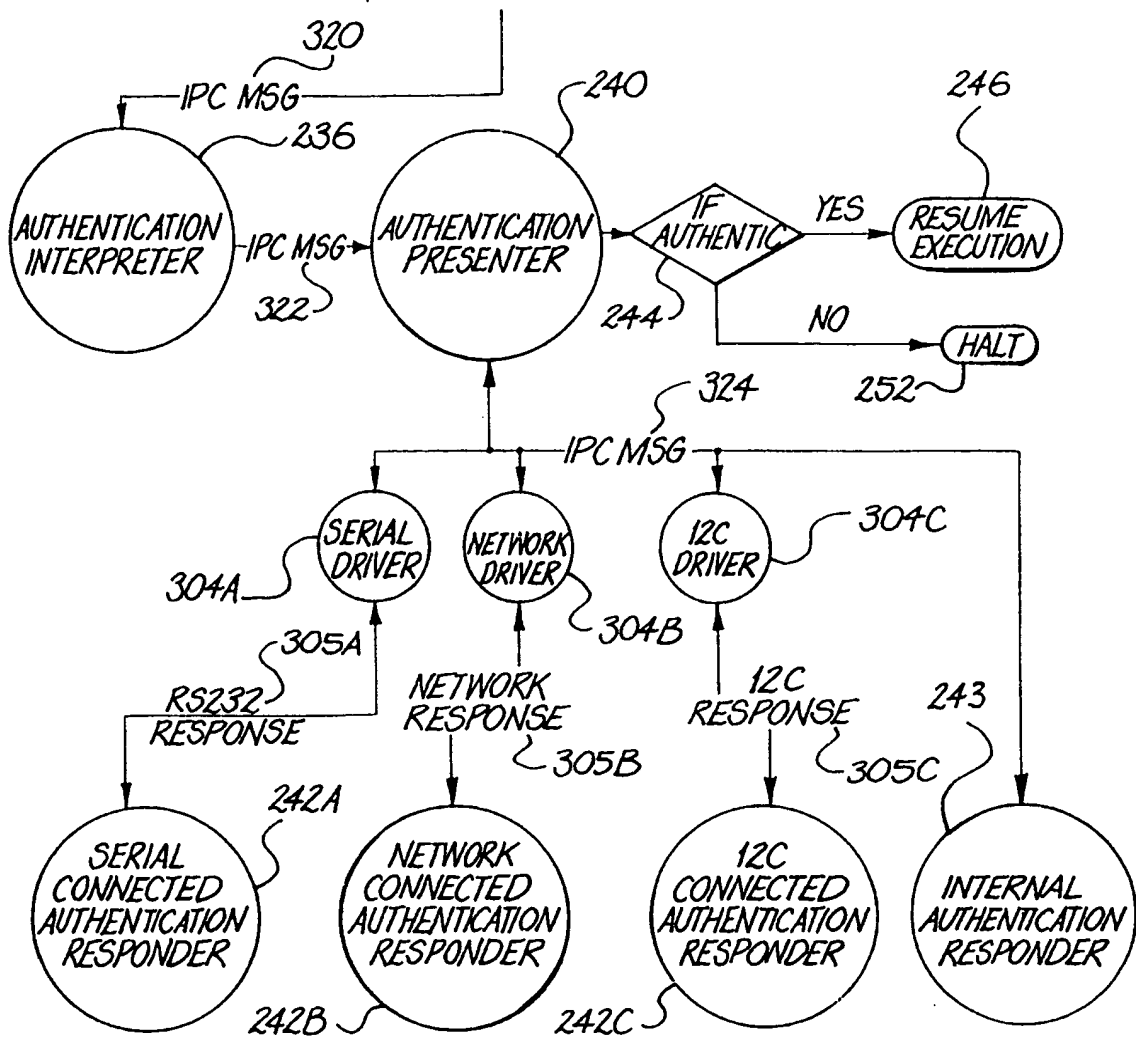 320
IPC MSG
236
240
246
AUTHENTICATION
INTERPRETER
IPC MSG
322
AUTHENTICATION
PRESENTER
IF
AUTHENTIC
244
YES
RESUME
EXECUTION
NO
HALT
252
324
IPC MSG
SERIAL
DRIVER
304A
NETWORK
DRIVER
304B
12C
DRIVER
304C
305A
RS232
RESPONSE
NETWORK
RESPONSE
305B
12C
RESPONSE
305C
243
242A
SERIAL
CONNECTED
AUTHENTICATION
RESPONDER
NETWORK
CONNECTED
AUTHENTICATION
RESPONDER
242B
12C
CONNECTED
AUTHENTICATION
RESPONDER
242C
INTERNAL
AUTHENTICATION
RESPONDER